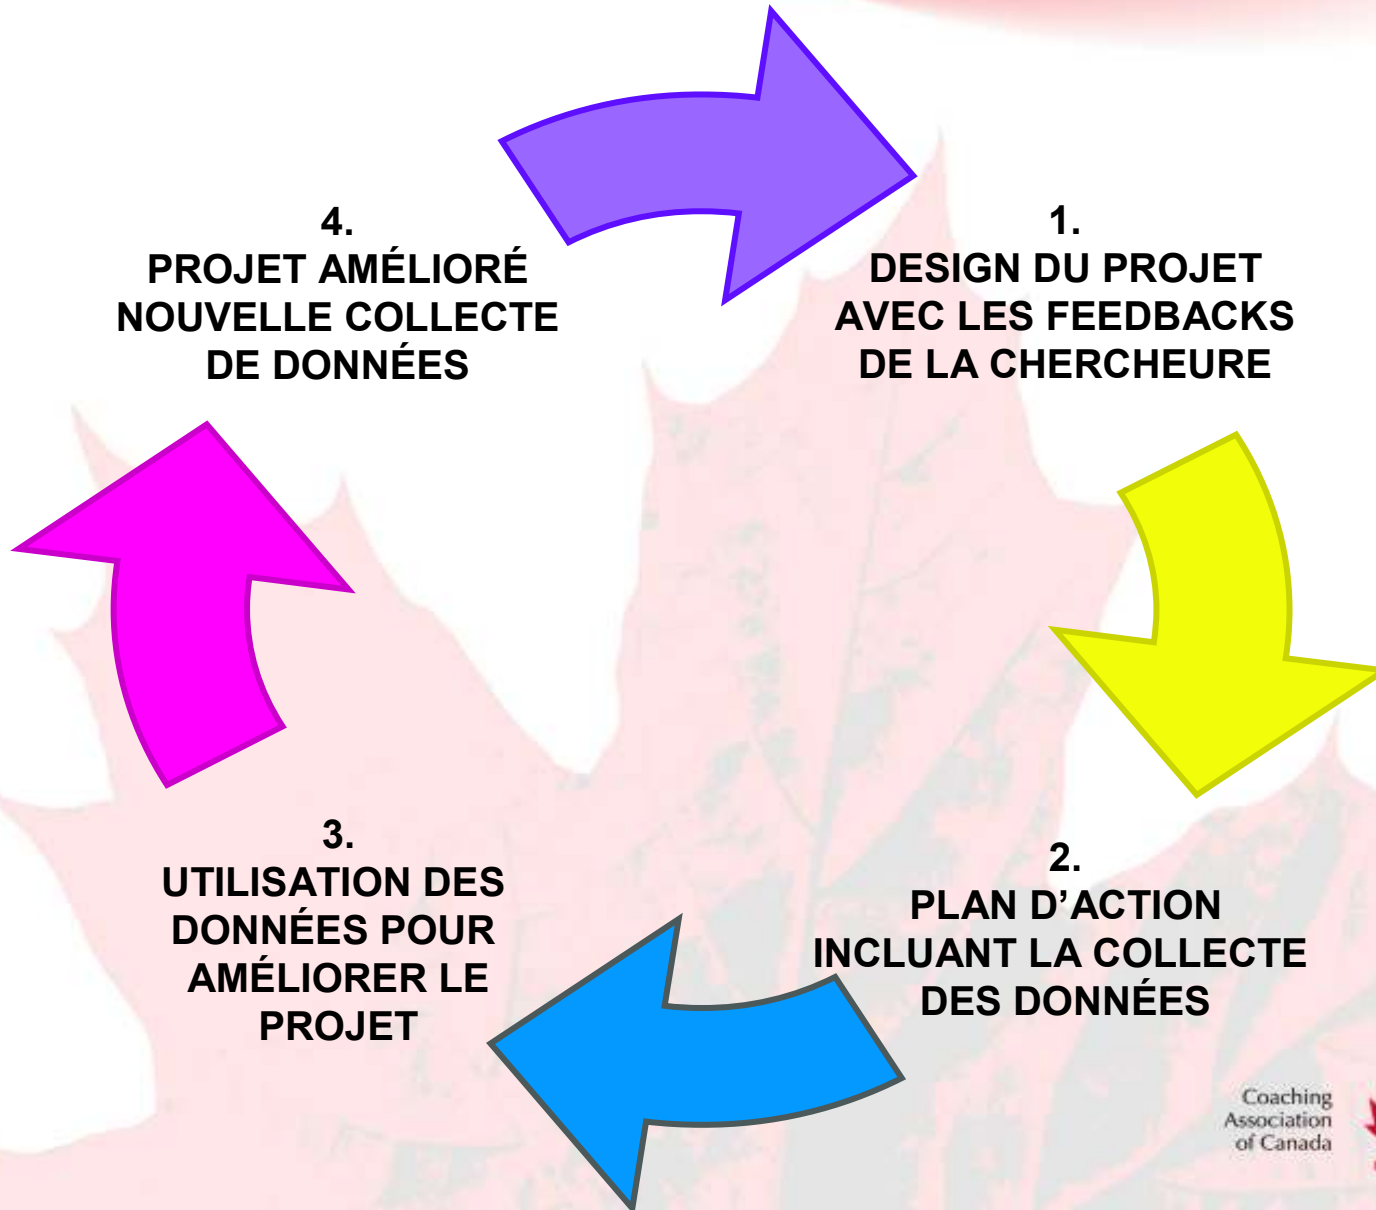 1.
DESIGN DU PROJET
AVEC LES FEEDBACKS
DE LA CHERCHEURE
2.
PLAN D’ACTION
INCLUANT LA COLLECTE
DES DONNÉES
3.
UTILISATION DES
DONNÉES POUR
AMÉLIORER LE
PROJET
4.
PROJET AMÉLIORÉ
NOUVELLE COLLECTE
DE DONNÉES
Coaching
Association
of Canada